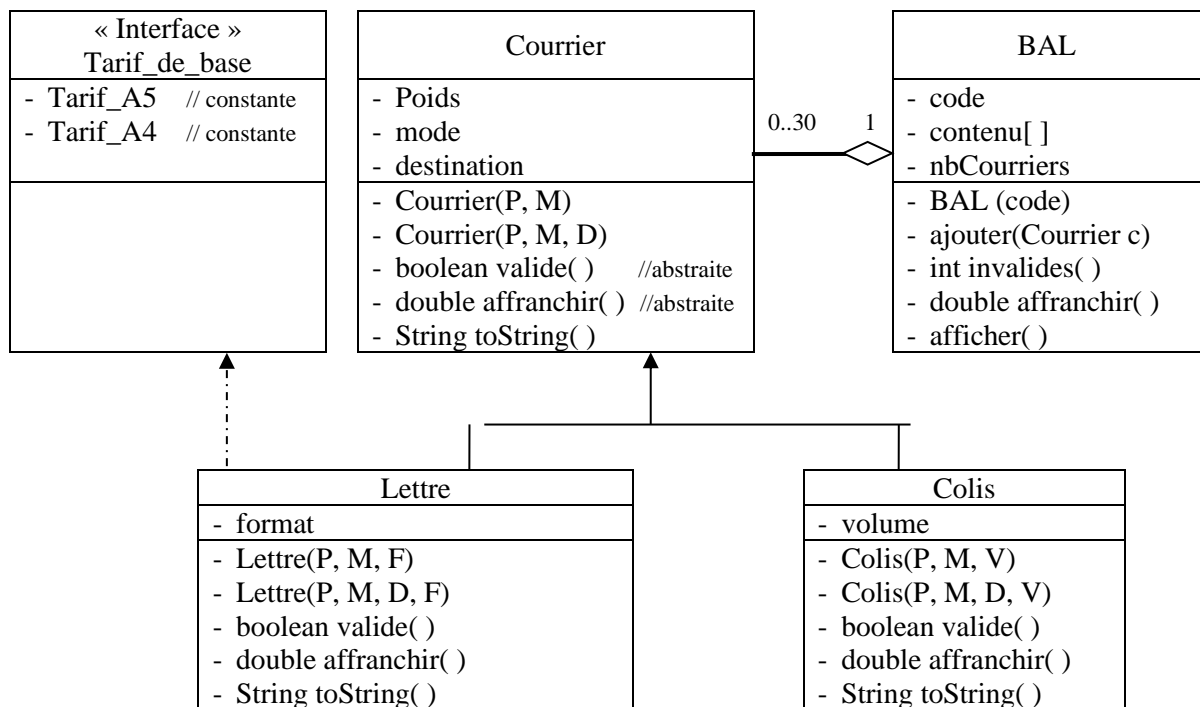 « Interface »
Tarif_de_base
- Tarif_A5 // constante
- Tarif_A4 // constante
Courrier
- Poids
- mode
- destination
- Courrier(P, M)
- Courrier(P, M, D)
- boolean valide( ) //abstraite
- double affranchir( ) //abstraite
- String toString( )
0..30 1
BAL
- code
- contenu[ ]
- nbCourriers
- BAL (code)
- ajouter(Courrier c)
- int invalides( )
- double affranchir( )
- afficher( )
Lettre
- format
- Lettre(P, M, F)
- Lettre(P, M, D, F)
- boolean valide( )
- double affranchir( )
- String toString( )
Colis
- volume
- Colis(P, M, V)
- Colis(P, M, D, V)
- boolean valide( )
- double affranchir( )
- String toString( )